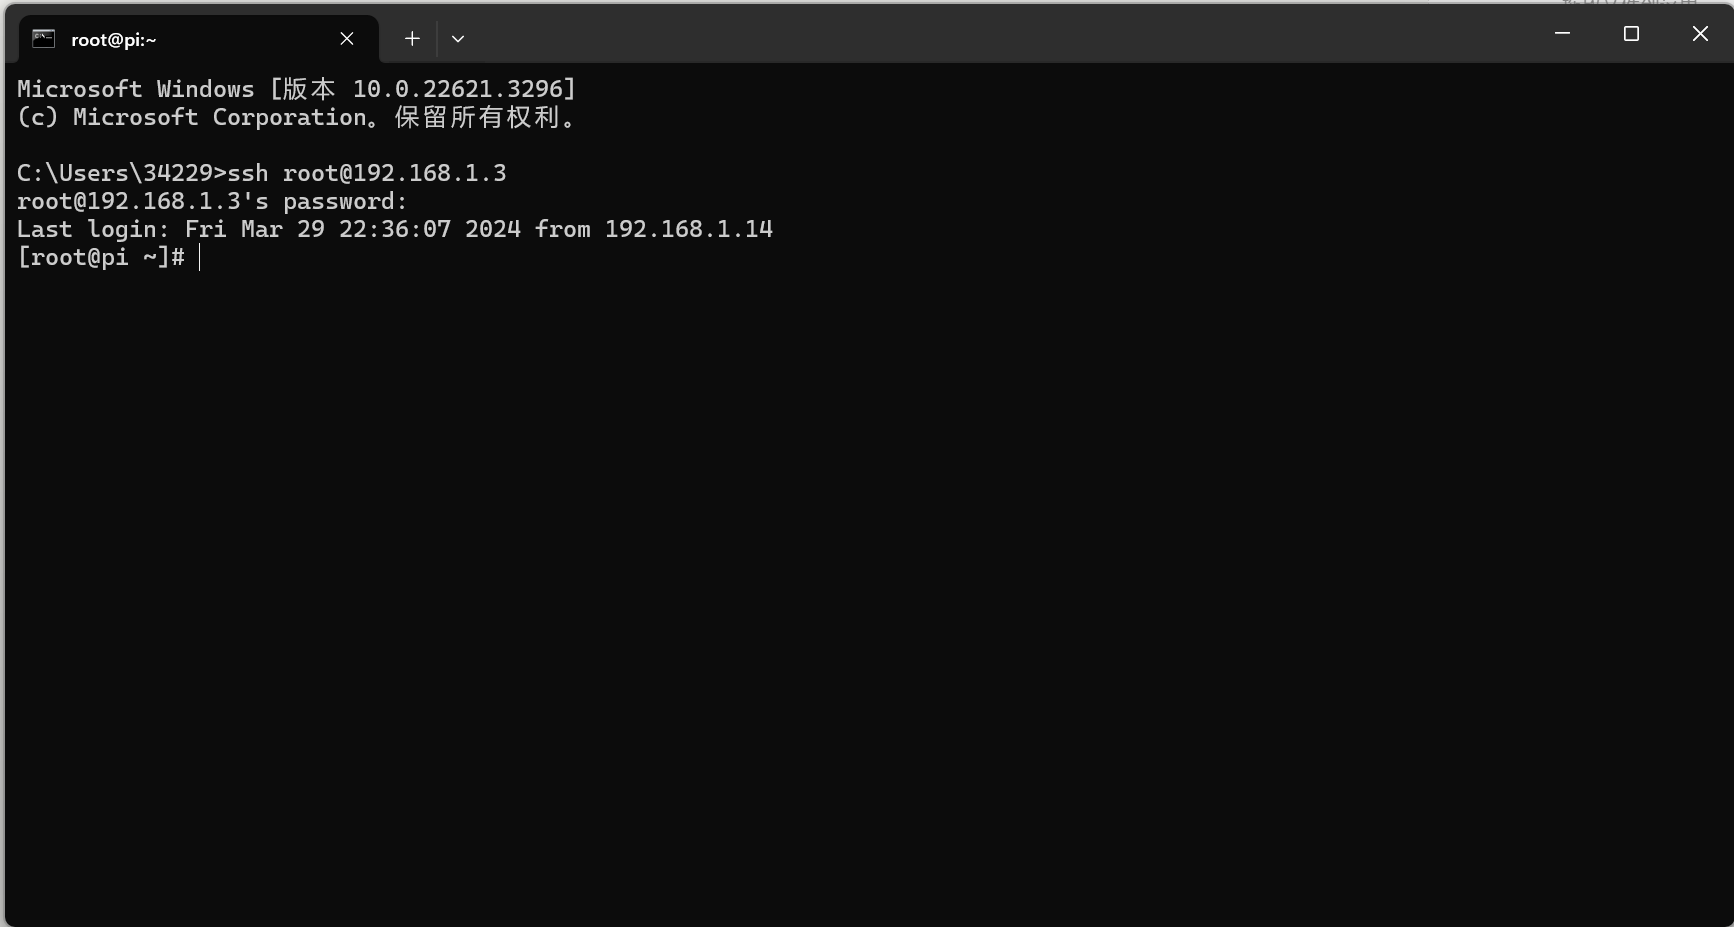 root@pi:~
Microsoft Windows [版本 10.0.22621.3296]
(c) Microsoft Corporation。保留所有权利。
C:\Users\34229>ssh root@192.168.1.3
root@192.168.1.3's password:
Last login: Fri Mar 29 22:36:07 2024 from 192.168.1.14
[root@pi ~]#